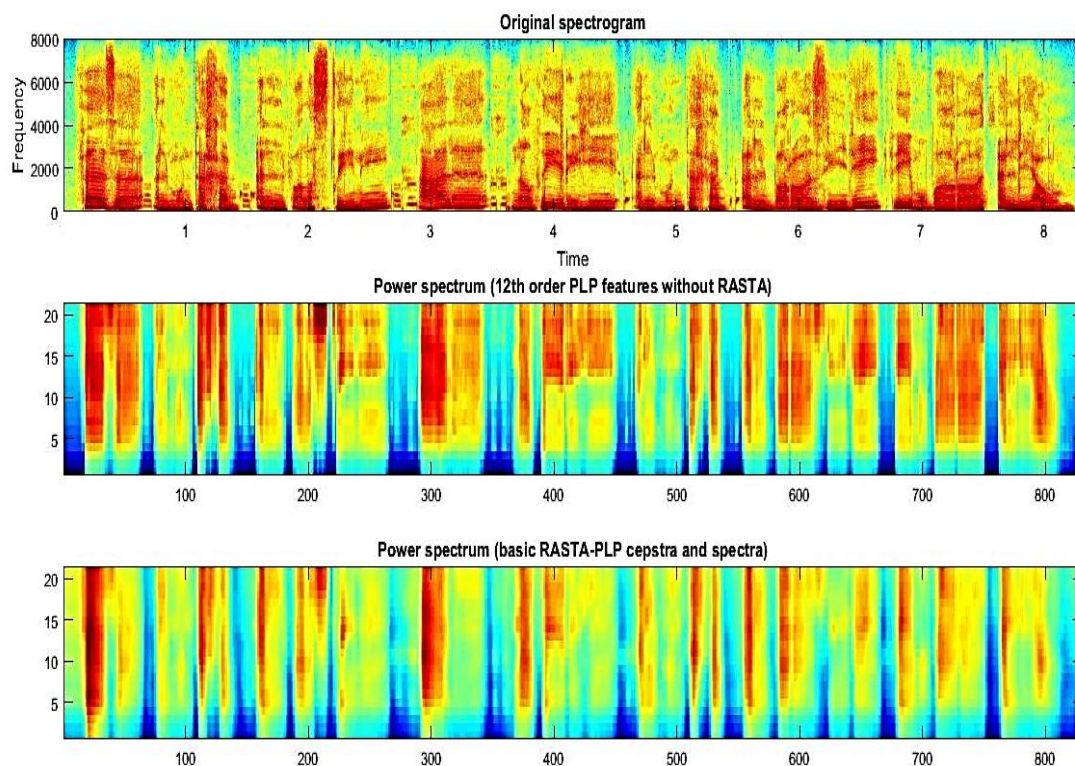 Original spectrogram
8000
6000
4000
2000
0
Frequency
1 2 3 4 5 6 7 8
Time
Power spectrum (12th order PLP features without RASTA)
20
15
10
5
100 200 300 400 500 600 700 800
Power spectrum (basic RASTA-PLP cepstra and spectra)
20
15
10
5
100 200 300 400 500 600 700 800